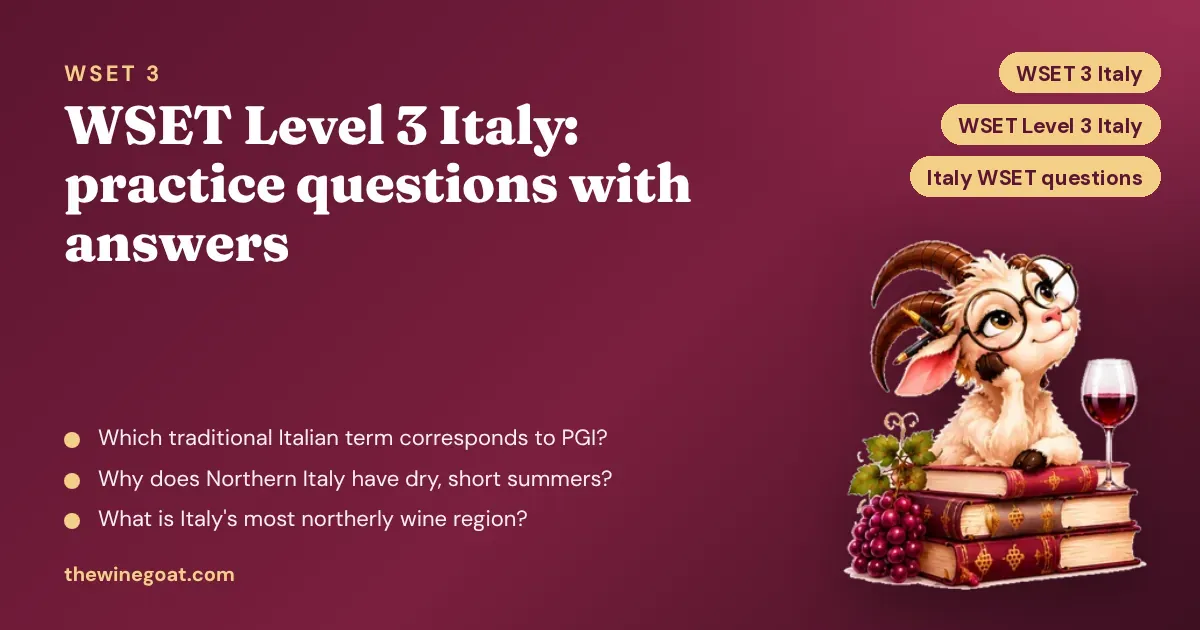 WSET 3
WSET Level 3 Italy:
practice questions with
answers
WSET 3 Italy
WSET Level 3 Italy
Italy WSET questions
Which traditional Italian term corresponds to PGI?
Why does Northern Italy have dry, short summers?
What is Italy's most northerly wine region?
thewinegoat.com